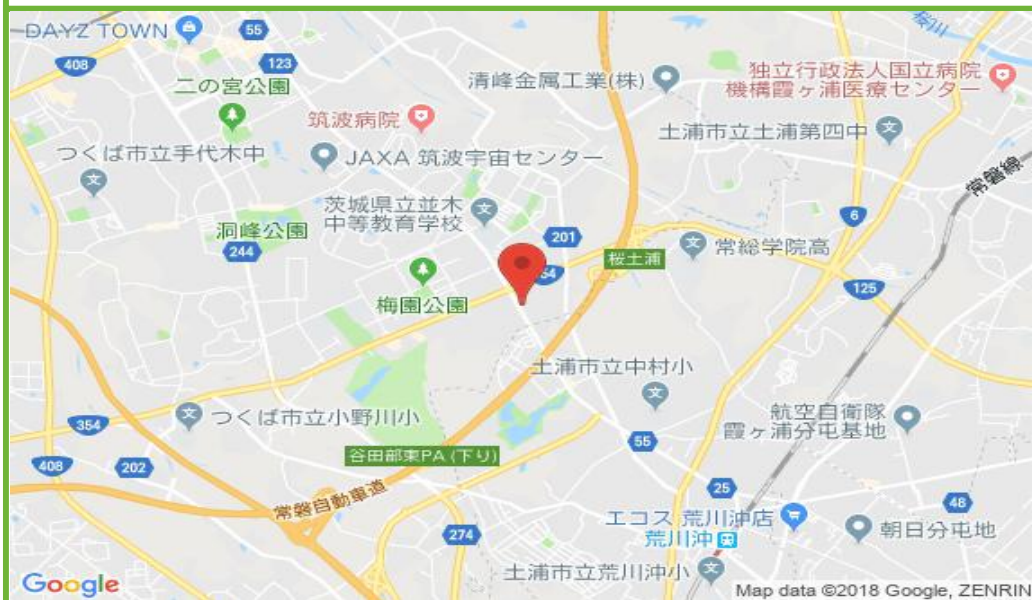 DAYZ TOWN
55
桜川
408
123
二の宮公園
清峰金属工業(株)
独立行政法人国立病院
機構霞ヶ浦医療センター
筑波病院
土浦市立土浦第四中
つくば市立手代木中
JAXA 筑波宇宙センター
常磐線
茨城県立並木
中等教育学校
6
洞峰公園
244
201
桜土浦
常総学院高
54
125
梅園公園
土浦市立中村小
354
つくば市立小野川小
航空自衛隊
霞ヶ浦分屯基地
55
谷田部東PA (下り)
408
202
25
常磐自動車道
48
エコス 荒川沖店
荒川沖
274
朝日分屯地
土浦市立荒川沖小
Google
Map data ©2018 Google, ZENRIN